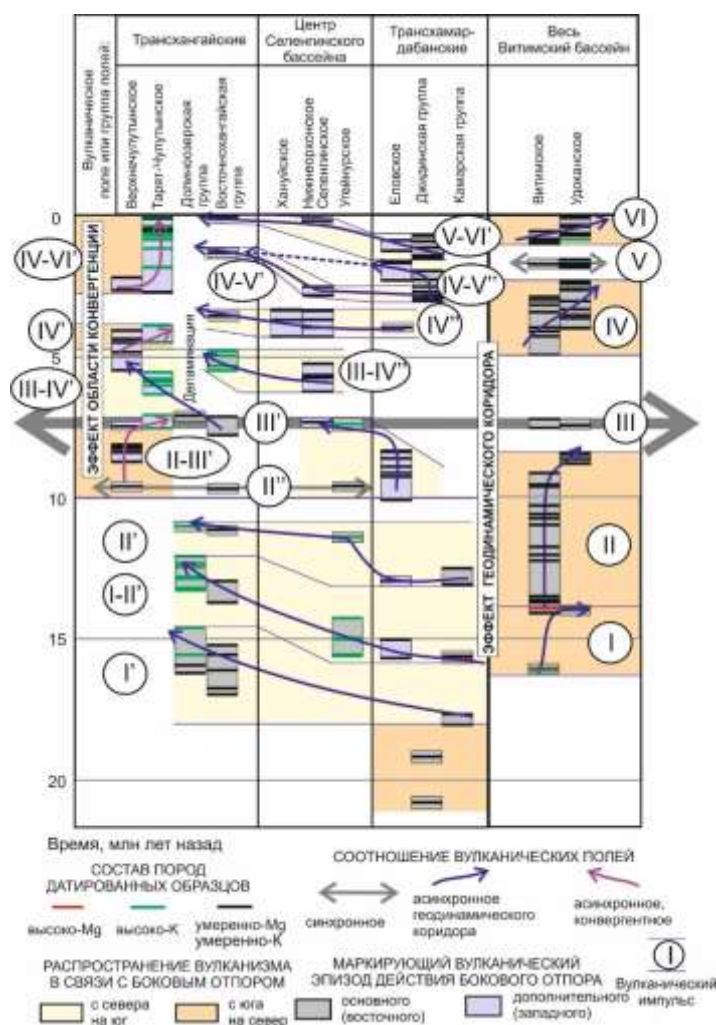 Вулканическое
поле или группа полей:
Трансхангайские
Центр
Селенгинского
бассейна
Трансхамар-
дабанские
Весь
Витимский бассейн
Верхнечулутынское
Тарят-Чулутынское
Долиноозерская
группа
Восточнохангайская
группа
Хануйское
Нижнеорхонское
Селенгинское
Утейнурское
Еловское
Джидинская группа
Камарская группа
Витимское
Удоканское
0
5
10
15
20
ЭФФЕКТ ОБЛАСТИ КОНВЕРГЕНЦИИ
Деламинация
ЭФФЕКТ ГЕОДИНАМИЧЕСКОГО КОРИДОРА
IV-VI'
IV'
III-IV'
II-III'
II'
I-II'
I'
IV-V'
III'
II''
V-VI'
IV-V''
IV''
III-IV''
VI
V
IV
III
II
I
Время, млн лет назад
СОСТАВ ПОРОД
ДАТИРОВАННЫХ ОБРАЗЦОВ
высоко-Mg
высоко-K
умеренно-Mg
умеренно-K
СООТНОШЕНИЕ ВУЛКАНИЧЕСКИХ ПОЛЕЙ
синхронное
асинхронное
геодинамического
коридора
асинхронное,
конвергентное
РАСПРОСТРАНЕНИЕ ВУЛКАНИЗМА
В СВЯЗИ С БОКОВЫМ ОТПОРОМ
с севера
на юг
с юга
на север
МАРКИРУЮЩИЙ ВУЛКАНИЧЕСКИЙ
ЭПИЗОД ДЕЙСТВИЯ БОКОВОГО ОТПОРА
основного
(восточного)
дополнительного
(западного)
I
Вулканический
импульс